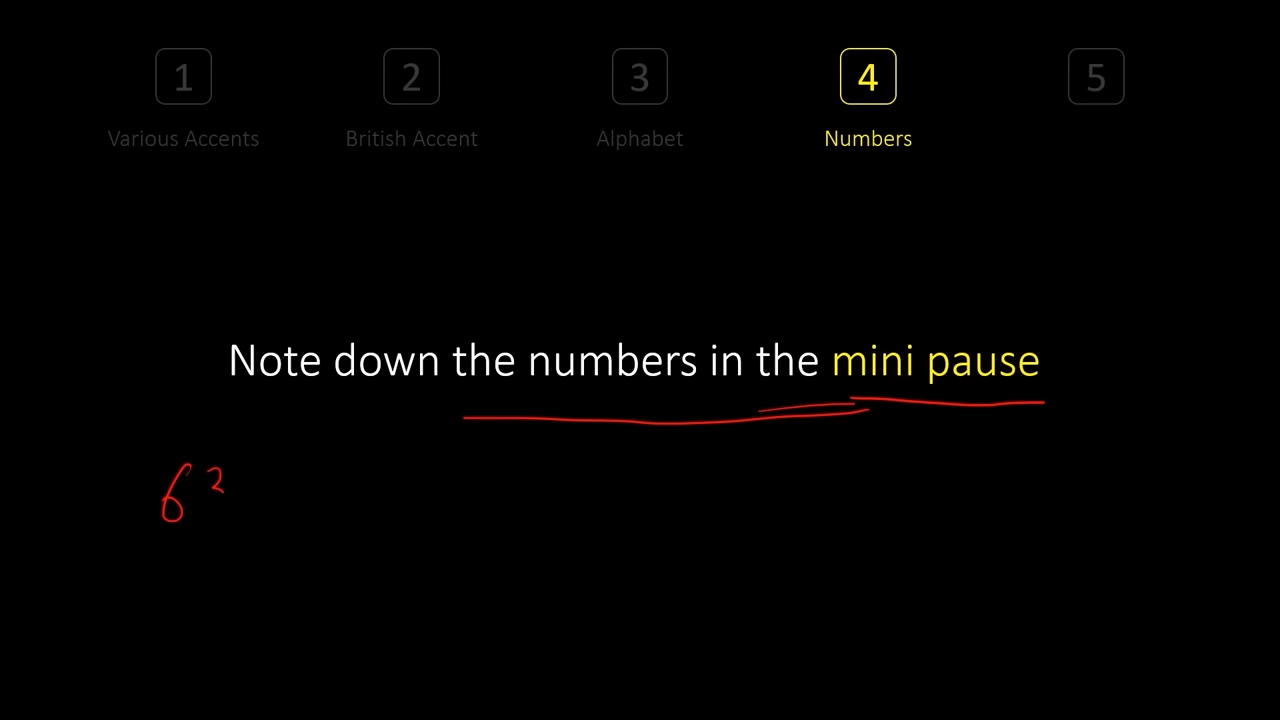 1 2 3 4 5
Various Accents British Accent Alphabet Numbers
Note down the numbers in the mini pause
6 2